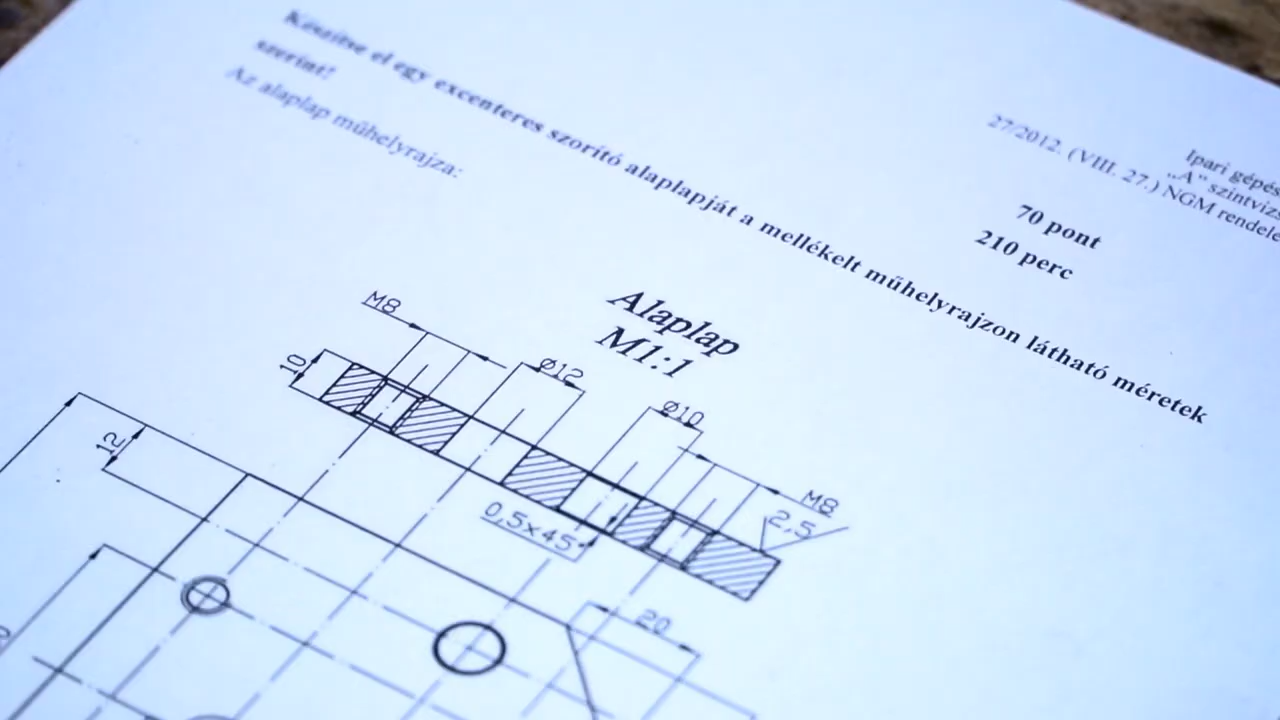 Ipari gépés
„A" szintvizs
27/2012. (VIII. 27.) NGM rendele
70 pont
210 perc
Készítse el egy excenteres szorító alaplapját a mellékelt műhelyrajzon látható méretek
szerint!
Az alaplap műhelyrajza:
Alaplap
M1:1
M8
10
Ø12
Ø10
M8
2,5
0,5x45°
12
20